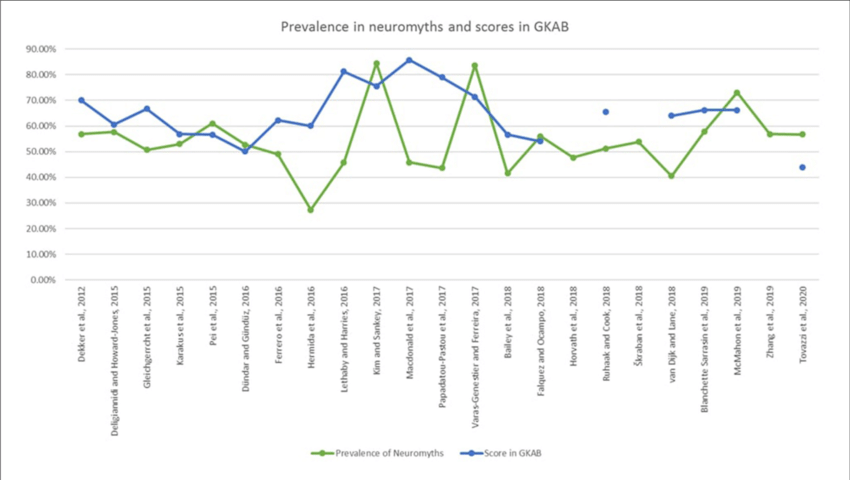 Prevalence in neuromyths and scores in GKAB
90.00%
80.00%
70.00%
60.00%
50.00%
40.00%
30.00%
20.00%
10.00%
0.00%
Dekker et al., 2012
Deligiannidi and Howard-Jones, 2015
Gleichgerrcht et al., 2015
Karakus et al., 2015
Pei et al., 2015
Dündar and Gündüz, 2016
Ferrero et al., 2016
Hermida et al., 2016
Lethaby and Harries, 2016
Kim and Sankey, 2017
Macdonald et al., 2017
Papadatou-Pastou et al., 2017
Varas-Genestier and Ferreira, 2017
Bailey et al., 2018
Falquez and Ocampo, 2018
Horvath et al., 2018
Ruhaak and Cook, 2018
Škraban et al., 2018
van Dijk and Lane, 2018
Blanchette Sarrasin et al., 2019
McMahon et al., 2019
Zhang et al., 2019
Tovazzi et al., 2020
Prevalence of Neuromyths
Score in GKAB